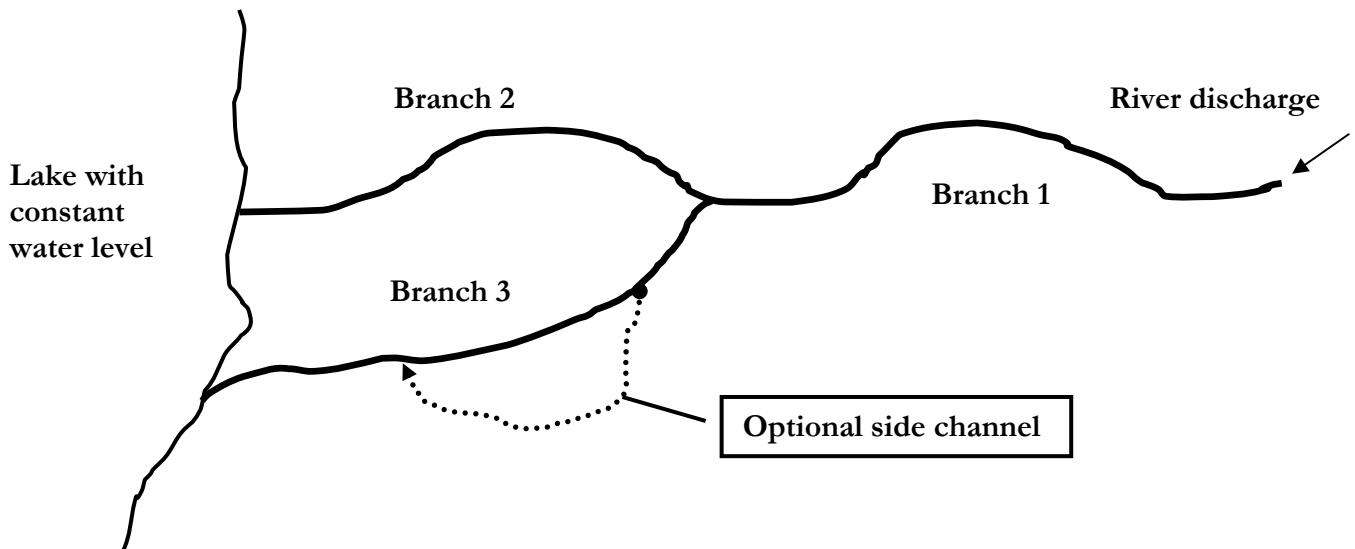 Branch 2
River discharge
Lake with
constant
water level
Branch 1
Branch 3
Optional side channel